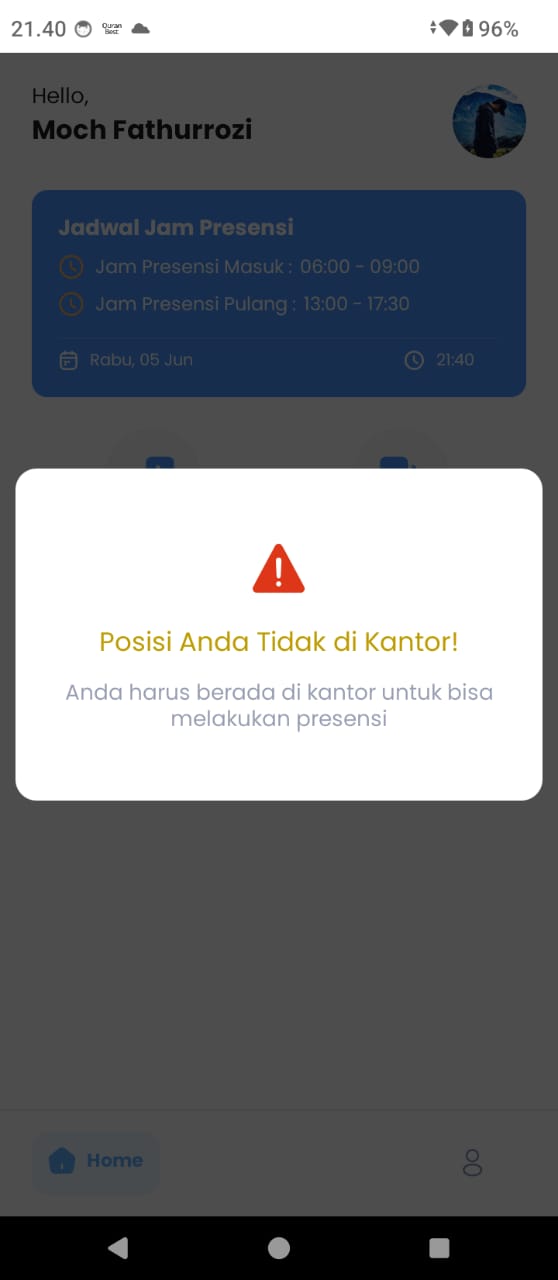 21.40 Quran Best 96%
Hello,
Moch Fathurrozi
Jadwal Jam Presensi
Jam Presensi Masuk : 06:00 - 09:00
Jam Presensi Pulang : 13:00 - 17:30
Rabu, 05 Jun 21:40
Posisi Anda Tidak di Kantor!
Anda harus berada di kantor untuk bisa
melakukan presensi
Home